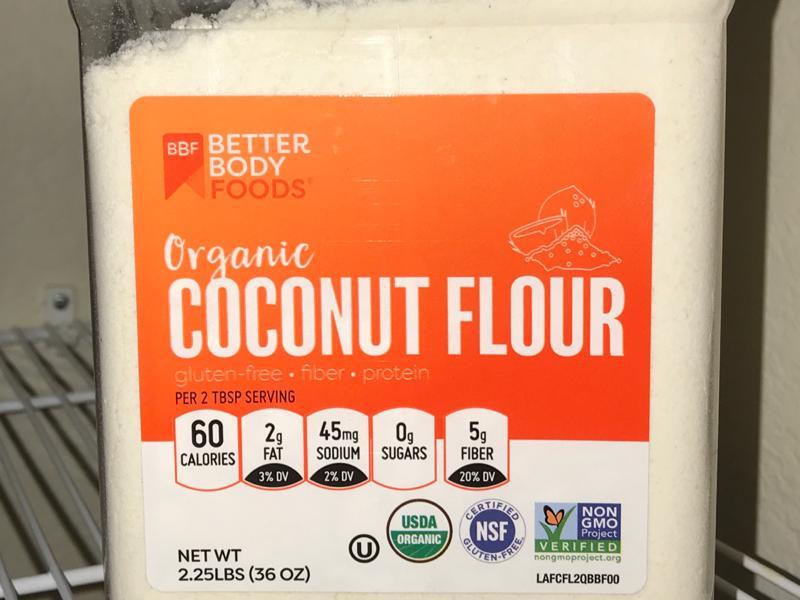 BBF
BETTER
BODY
FOODS®
Organic
COCONUT FLOUR
gluten-free • fiber • protein
PER 2 TBSP SERVING
60
CALORIES
2g
FAT
3% DV
45mg
SODIUM
2% DV
0g
SUGARS
5g
FIBER
20% DV
NET WT
2.25LBS (36 OZ)
U
USDA
ORGANIC
CERTIFIED
NSF
GLUTEN-FREE
NON
GMO
Project
VERIFIED
nongmoproject.org
LAFCFL2QBBF00